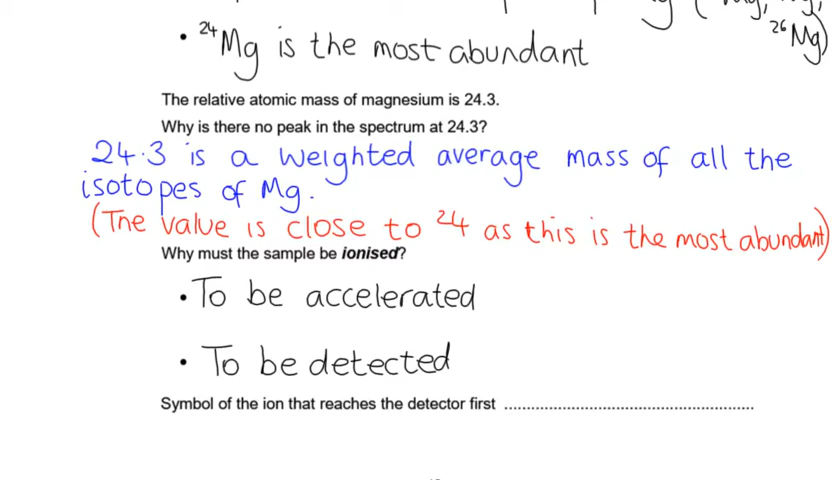 Mg
²⁶Mg)
• ²⁴Mg is the most abundant
The relative atomic mass of magnesium is 24.3.
Why is there no peak in the spectrum at 24.3?
24.3 is a weighted average mass of all the
isotopes of Mg.
(The value is close to 24 as this is the most abundant)
Why must the sample be ionised?
• To be accelerated
• To be detected
Symbol of the ion that reaches the detector first ......................................................